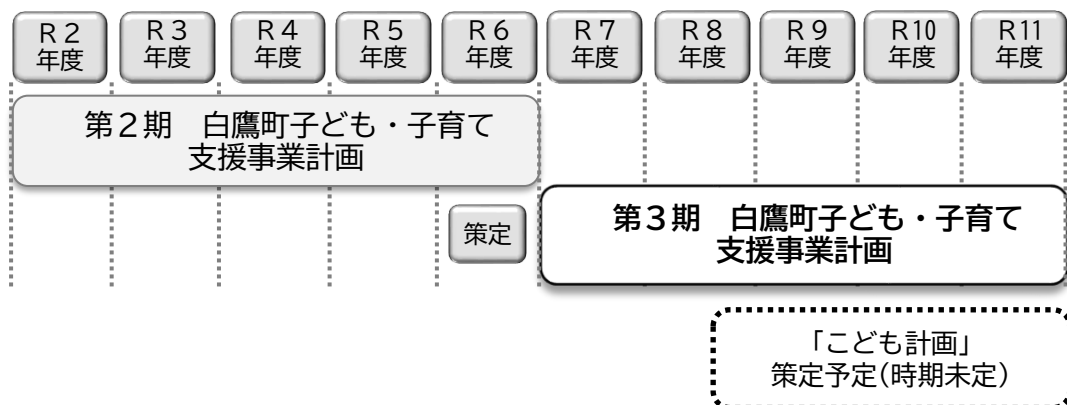 R2
年度
R3
年度
R4
年度
R5
年度
R6
年度
R7
年度
R8
年度
R9
年度
R10
年度
R11
年度
第2期　白鷹町子ども・子育て
支援事業計画
策定
第3期　白鷹町子ども・子育て
支援事業計画
「こども計画」
策定予定(時期未定)